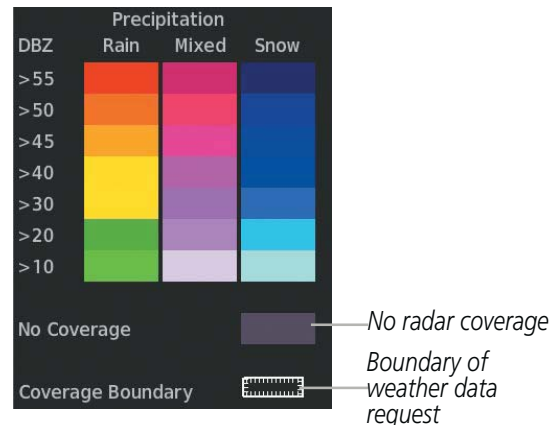 Precipitation
DBZ Rain Mixed Snow
>55
>50
>45
>40
>30
>20
>10
No Coverage
No radar coverage
Coverage Boundary
Boundary of
weather data
request